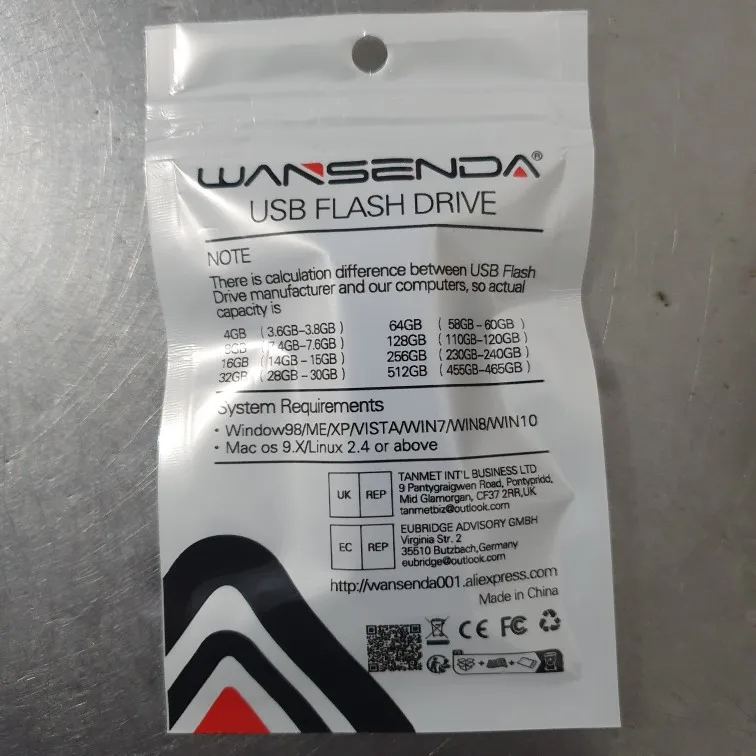 WANSENDA®
USB FLASH DRIVE
NOTE
There is calculation difference between USB Flash
Drive manufacturer and our computers, so actual
capacity is
4GB ( 3.6GB-3.8GB ) 64GB ( 58GB-60GB )
8GB ( 7.4GB-7.6GB ) 128GB ( 110GB-120GB )
16GB ( 14GB - 15GB ) 256GB ( 230GB-240GB )
32GB ( 28GB - 30GB ) 512GB ( 455GB-465GB )
System Requirements
· Window98/ME/XP/VISTA/WIN7/WIN8/WIN10
· Mac os 9.X/Linux 2.4 or above
UK REP
TANMET INT'L BUSINESS LTD
9 Pantygraigwen Road, Pontypridd,
Mid Glamorgan, CF37 2RR,UK
tanmetbiz@outlook.com
EC REP
EUBRIDGE ADVISORY GMBH
Virginia Str. 2
35510 Butzbach,Germany
eubridge@outlook.com
http://wansenda001.aliexpress.com
Made in China
CE FC